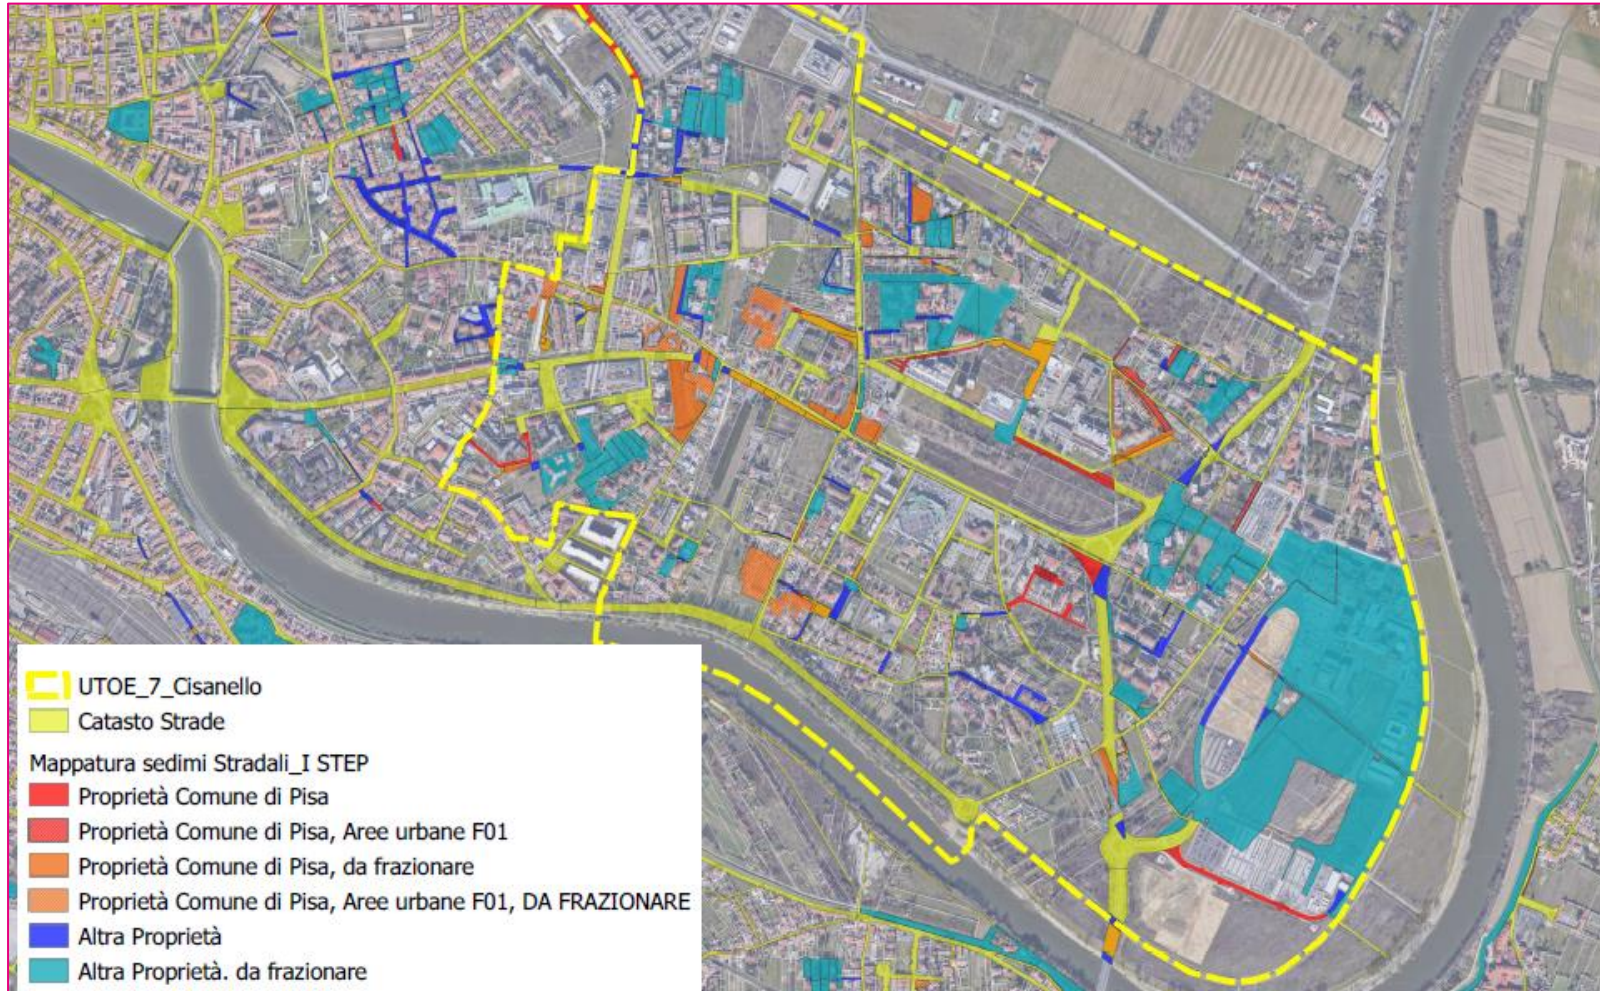 UTOE_7_Cisanello
Catasto Strade
Mappatura sedimi Stradali_I STEP
Proprietà Comune di Pisa
Proprietà Comune di Pisa, Aree urbane F01
Proprietà Comune di Pisa, da frazionare
Proprietà Comune di Pisa, Aree urbane F01, DA FRAZIONARE
Altra Proprietà
Altra Proprietà. da frazionare